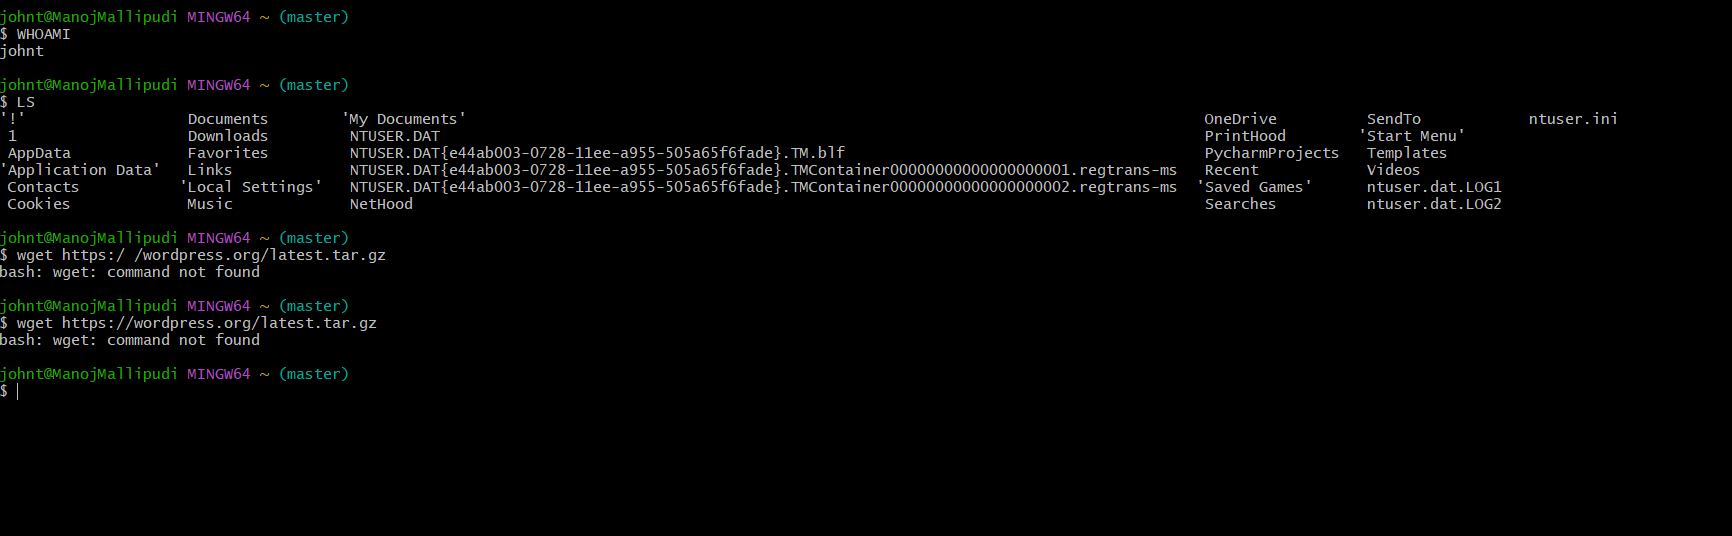 johnt@ManojMallipudi MINGW64 ~ (master)
$ WHOAMI
johnt
johnt@ManojMallipudi MINGW64 ~ (master)
$ LS
'!' Documents 'My Documents' OneDrive SendTo ntuser.ini
1 Downloads NTUSER.DAT PrintHood 'Start Menu'
AppData Favorites NTUSER.DAT{e44ab003-0728-11ee-a955-505a65f6fade}.TM.blf PycharmProjects Templates
'Application Data' Links NTUSER.DAT{e44ab003-0728-11ee-a955-505a65f6fade}.TMContainer00000000000000000001.regtrans-ms Recent Videos
Contacts 'Local Settings' NTUSER.DAT{e44ab003-0728-11ee-a955-505a65f6fade}.TMContainer00000000000000000002.regtrans-ms 'Saved Games' ntuser.dat.LOG1
Cookies Music NetHood Searches ntuser.dat.LOG2
johnt@ManojMallipudi MINGW64 ~ (master)
$ wget https:/ /wordpress.org/latest.tar.gz
bash: wget: command not found
johnt@ManojMallipudi MINGW64 ~ (master)
$ wget https://wordpress.org/latest.tar.gz
bash: wget: command not found
johnt@ManojMallipudi MINGW64 ~ (master)
$